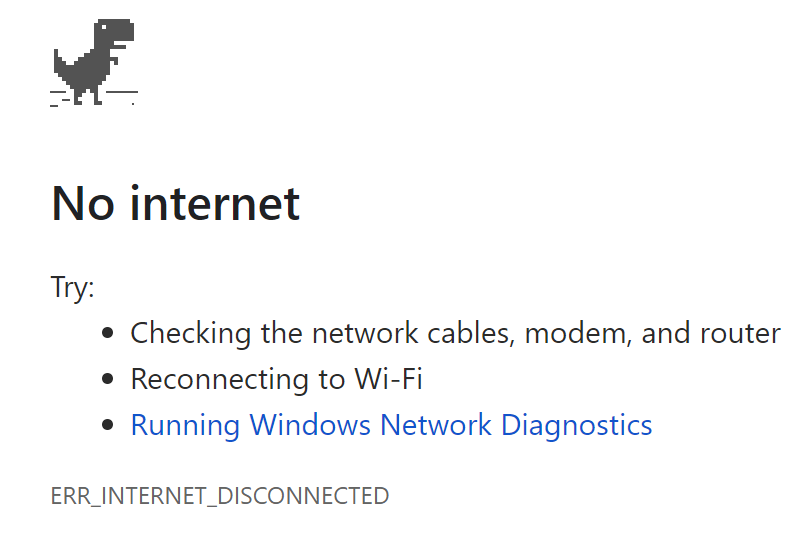 No internet
Try:
Checking the network cables, modem, and router
Reconnecting to Wi-Fi
Running Windows Network Diagnostics
ERR_INTERNET_DISCONNECTED